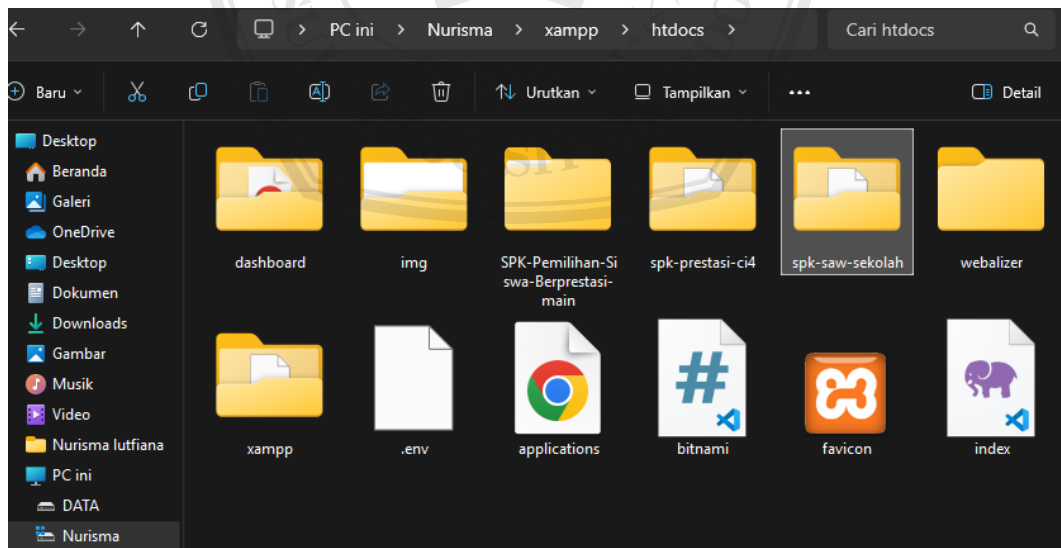 PC ini > Nurisma > xampp > htdocs > Cari htdocs
Baru Urutkan Tampilkan ... Detail
Desktop
Beranda
Galeri
OneDrive
Desktop
Dokumen
Downloads
Gambar
Musik
Video
Nurisma lutfiana
PC ini
DATA
Nurisma
dashboard
img
SPK-Pemilihan-Si
swa-Berprestasi-
main
spk-prestasi-ci4
spk-saw-sekolah
webalizer
xampp
.env
applications
bitnami
favicon
index